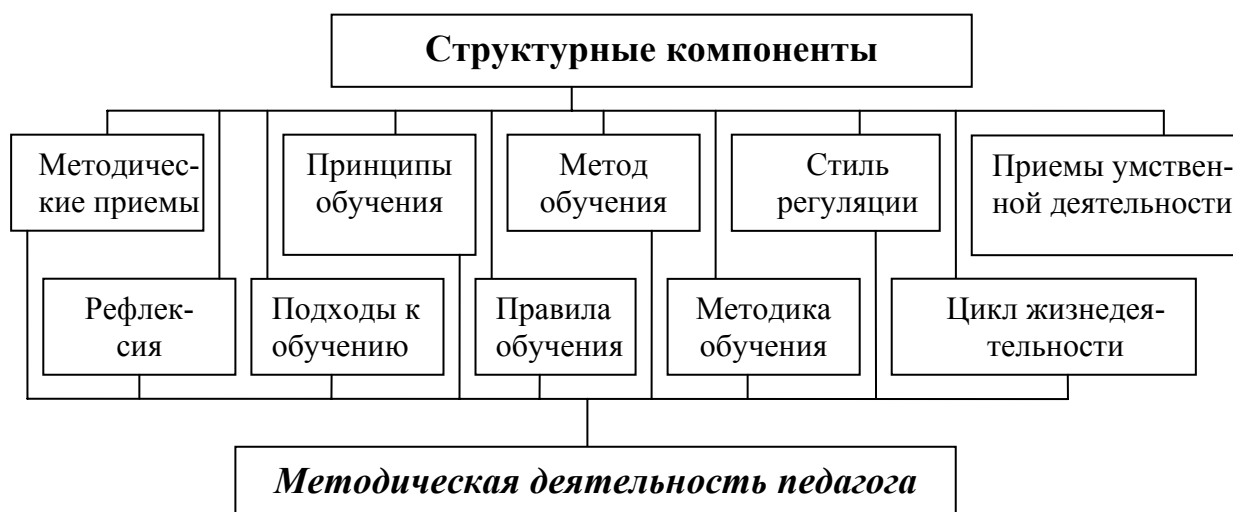 Структурные компоненты
Методичес-
кие приемы
Принципы
обучения
Метод
обучения
Стиль
регуляции
Приемы умствен-
ной деятельности
Рефлек-
сия
Подходы к
обучению
Правила
обучения
Методика
обучения
Цикл жизнедея-
тельности
Методическая деятельность педагога